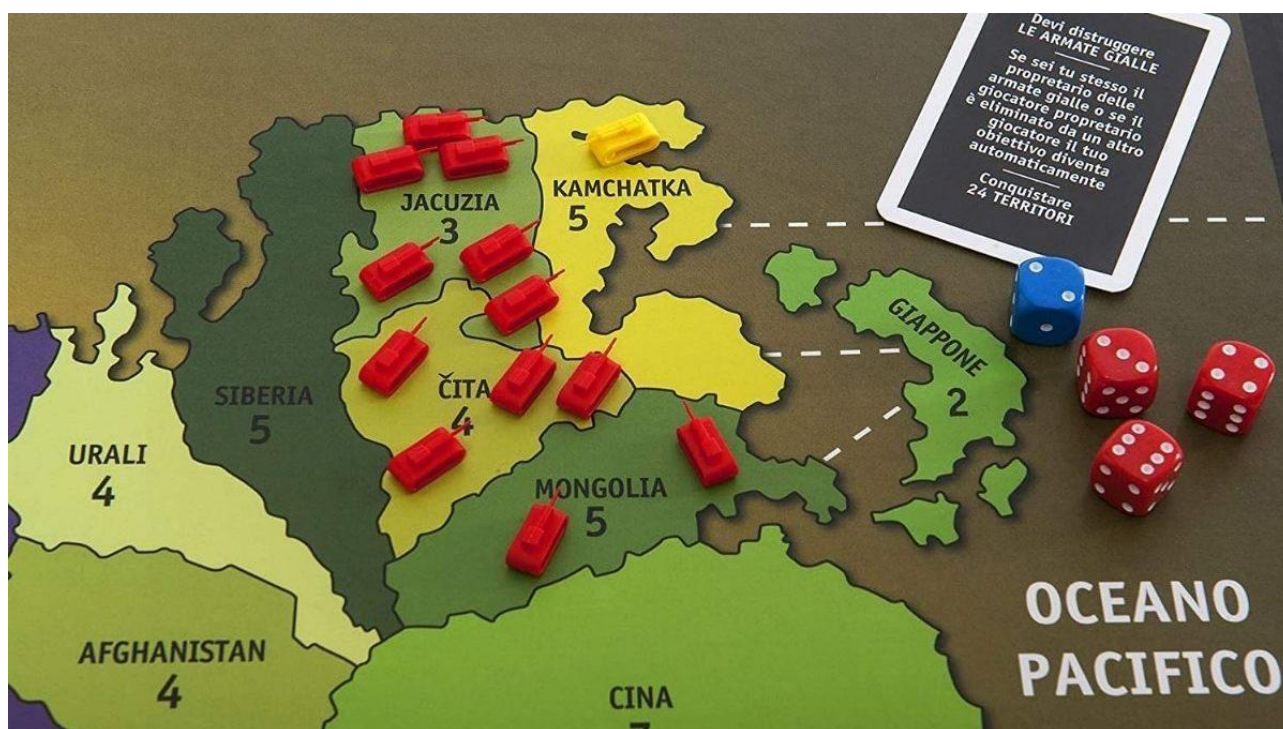 Devi distruggere
LE ARMATE GIALLE
Se sei tu stesso il
proprietario delle
armate gialle o se il
giocatore proprietario
è eliminato da un altro
giocatore il tuo
obiettivo diventa
automaticamente
Conquistare
24 TERRITORI
JACUZIA
3
KAMCHATKA
5
GIAPPONE
2
SIBERIA
5
ČITA
4
URALI
4
MONGOLIA
5
AFGHANISTAN
4
CINA
OCEANO
PACIFICO